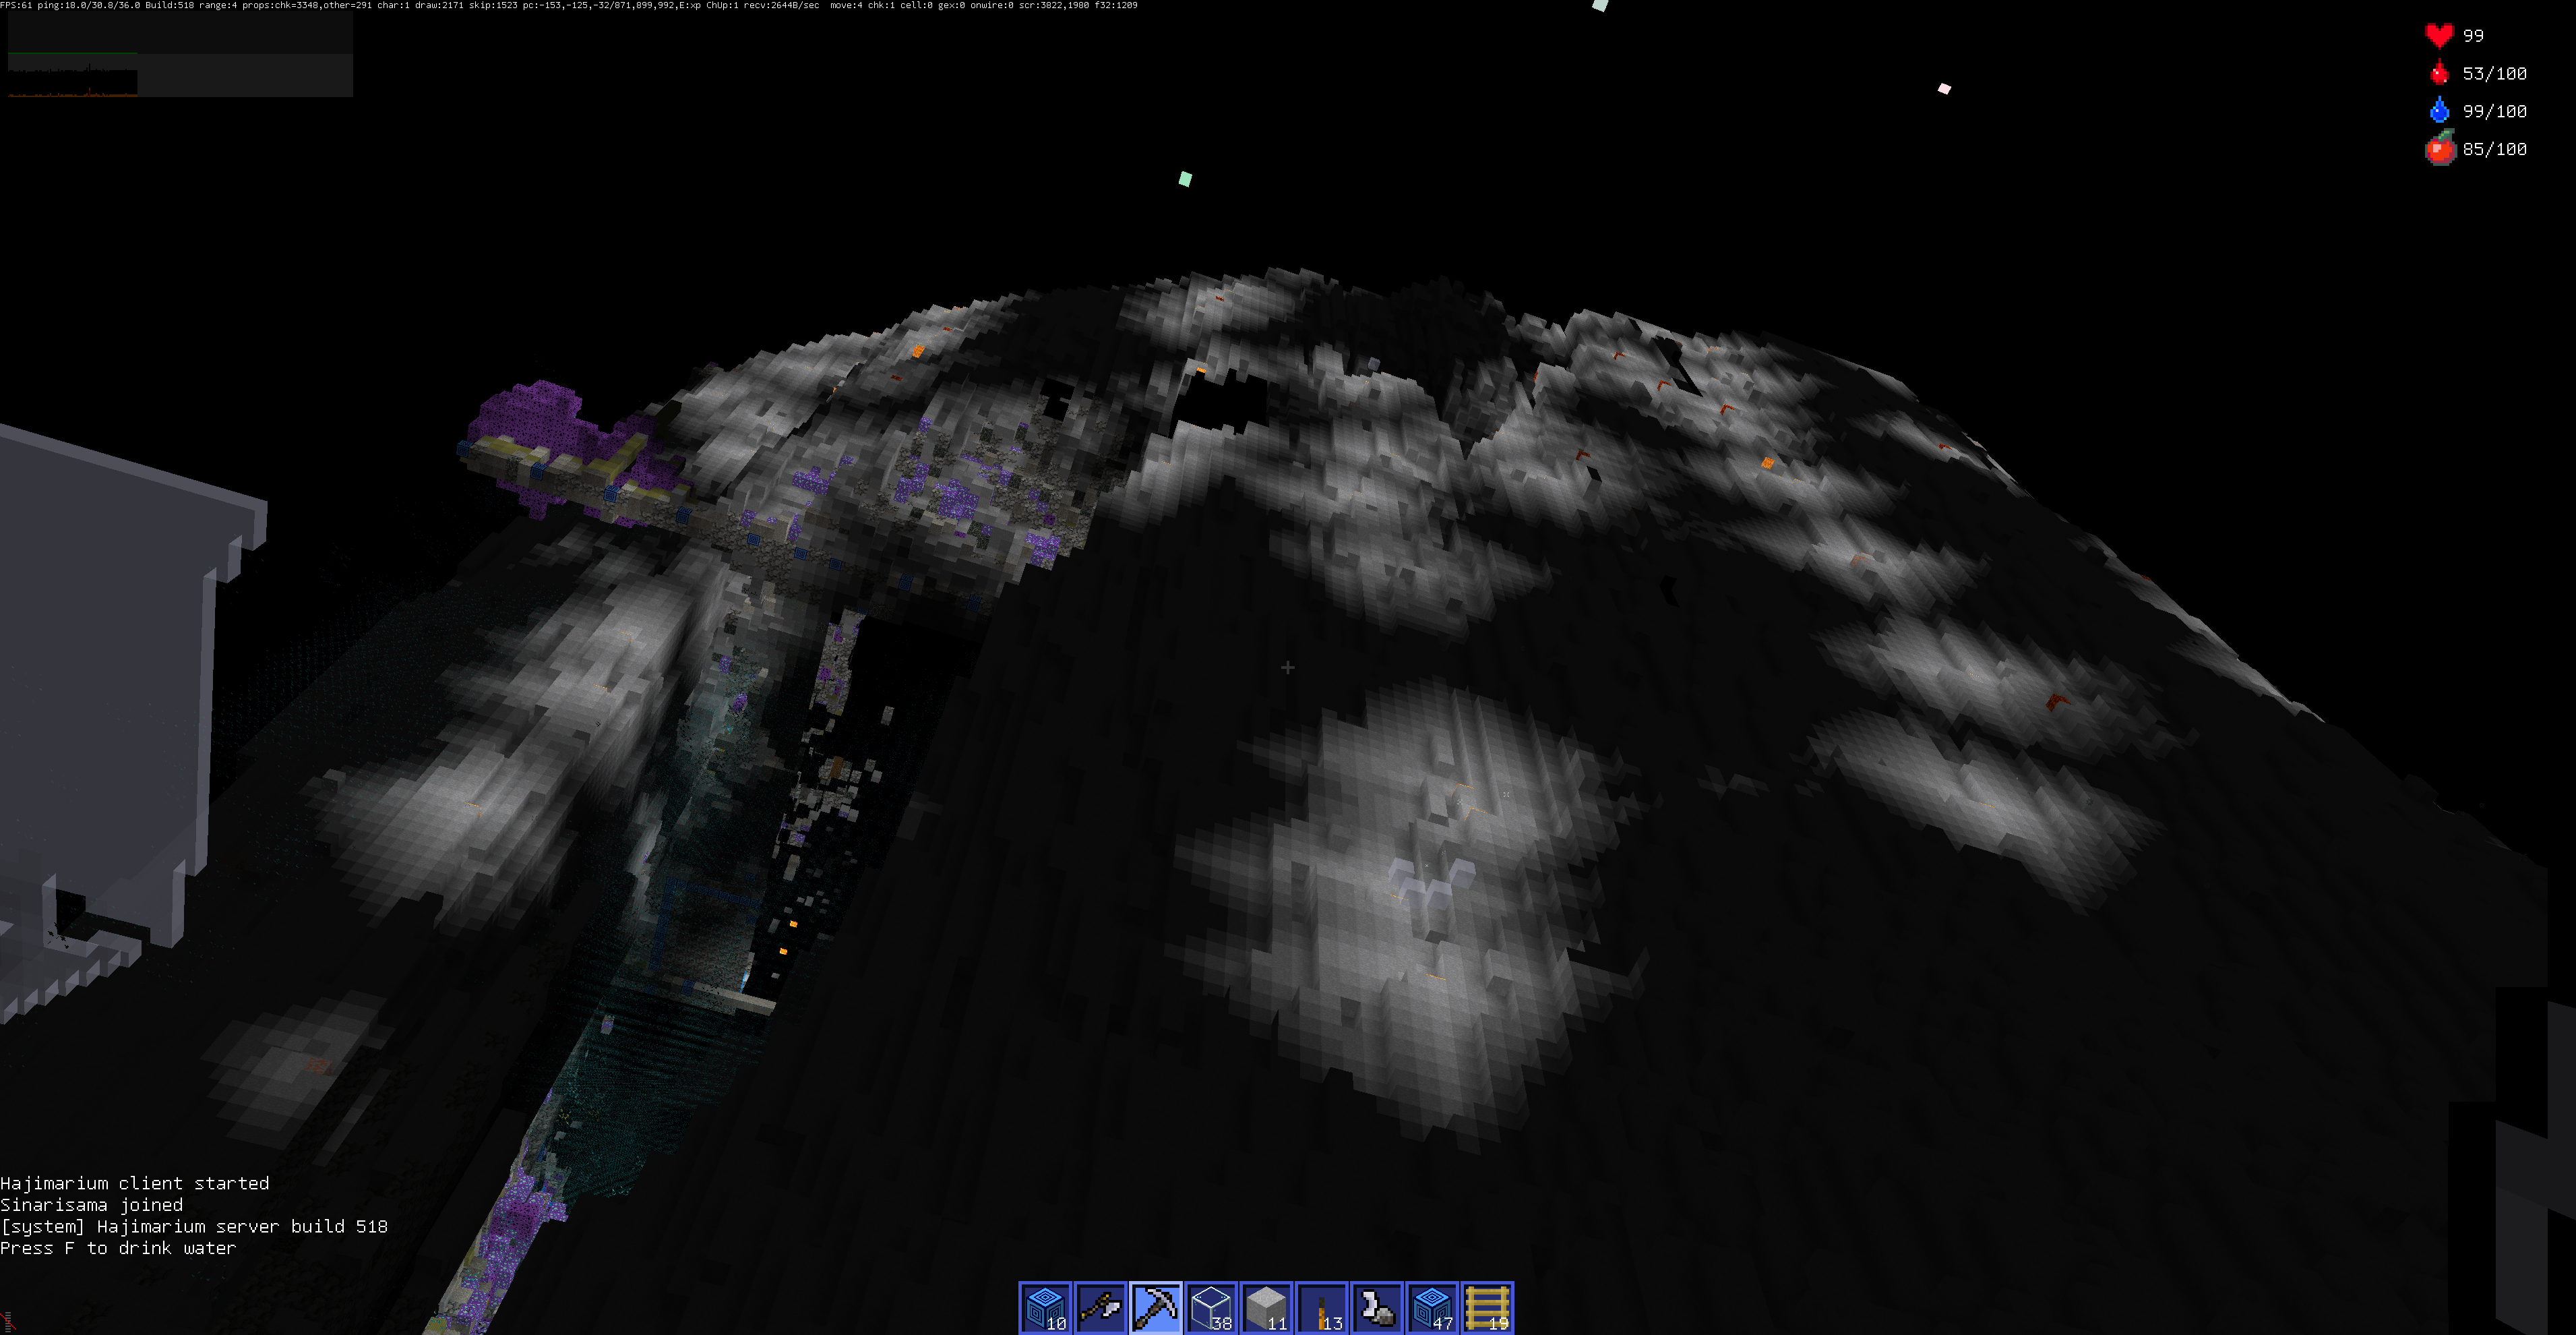 FPS:61 ping:18.0/30.8/36.0 Build:518 range:4 props:chk=3348,other=291 char:1 draw:2171 skip:1523 pc:-153,-125,-32/871,899,992,E:xp ChUp:1 recv:2644B/sec  move:4 chk:1 cell:0 gex:0 onwire:0 scr:3822,1980 f32:1209
99
53/100
99/100
85/100
Hajimarium client started
Sinarisama joined
[system] Hajimarium server build 518
Press F to drink water
10 38 11 13 47 19